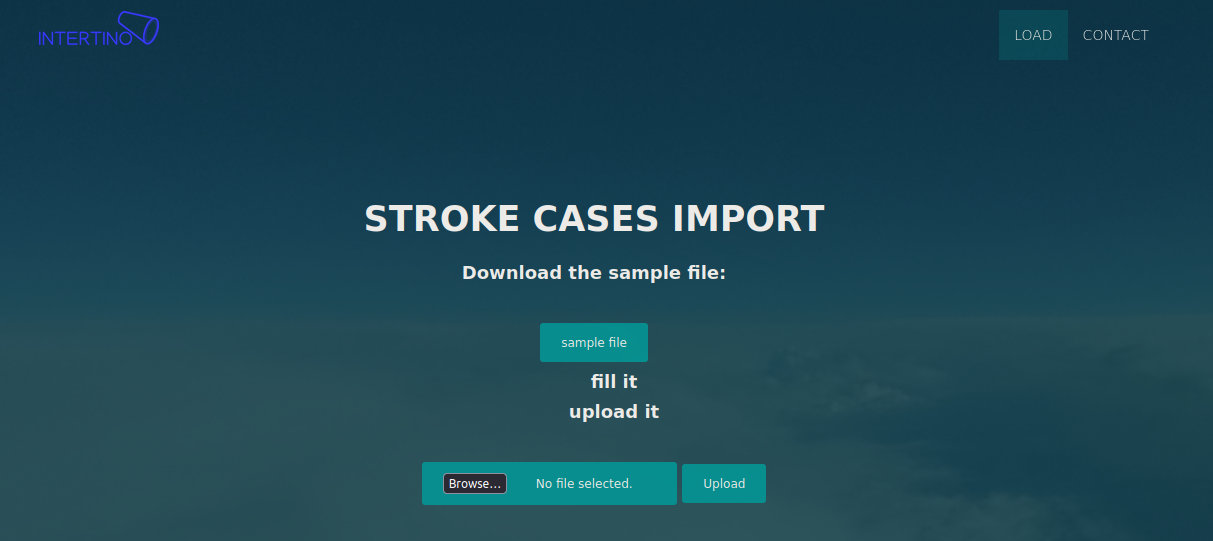 INTERTINO
LOAD CONTACT
STROKE CASES IMPORT
Download the sample file:
sample file
fill it
upload it
Browse... No file selected. Upload